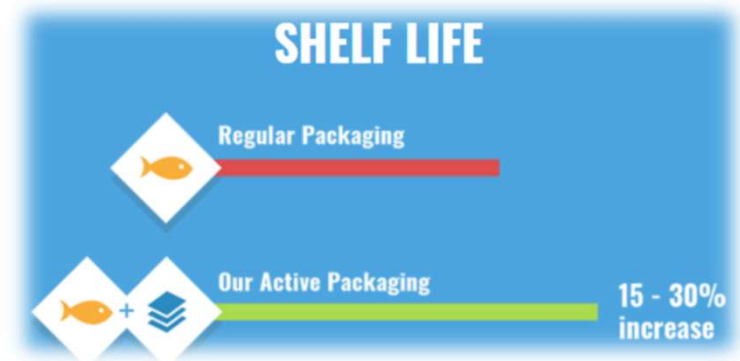 SHELF LIFE
Regular Packaging
+
Our Active Packaging
15 - 30%
increase